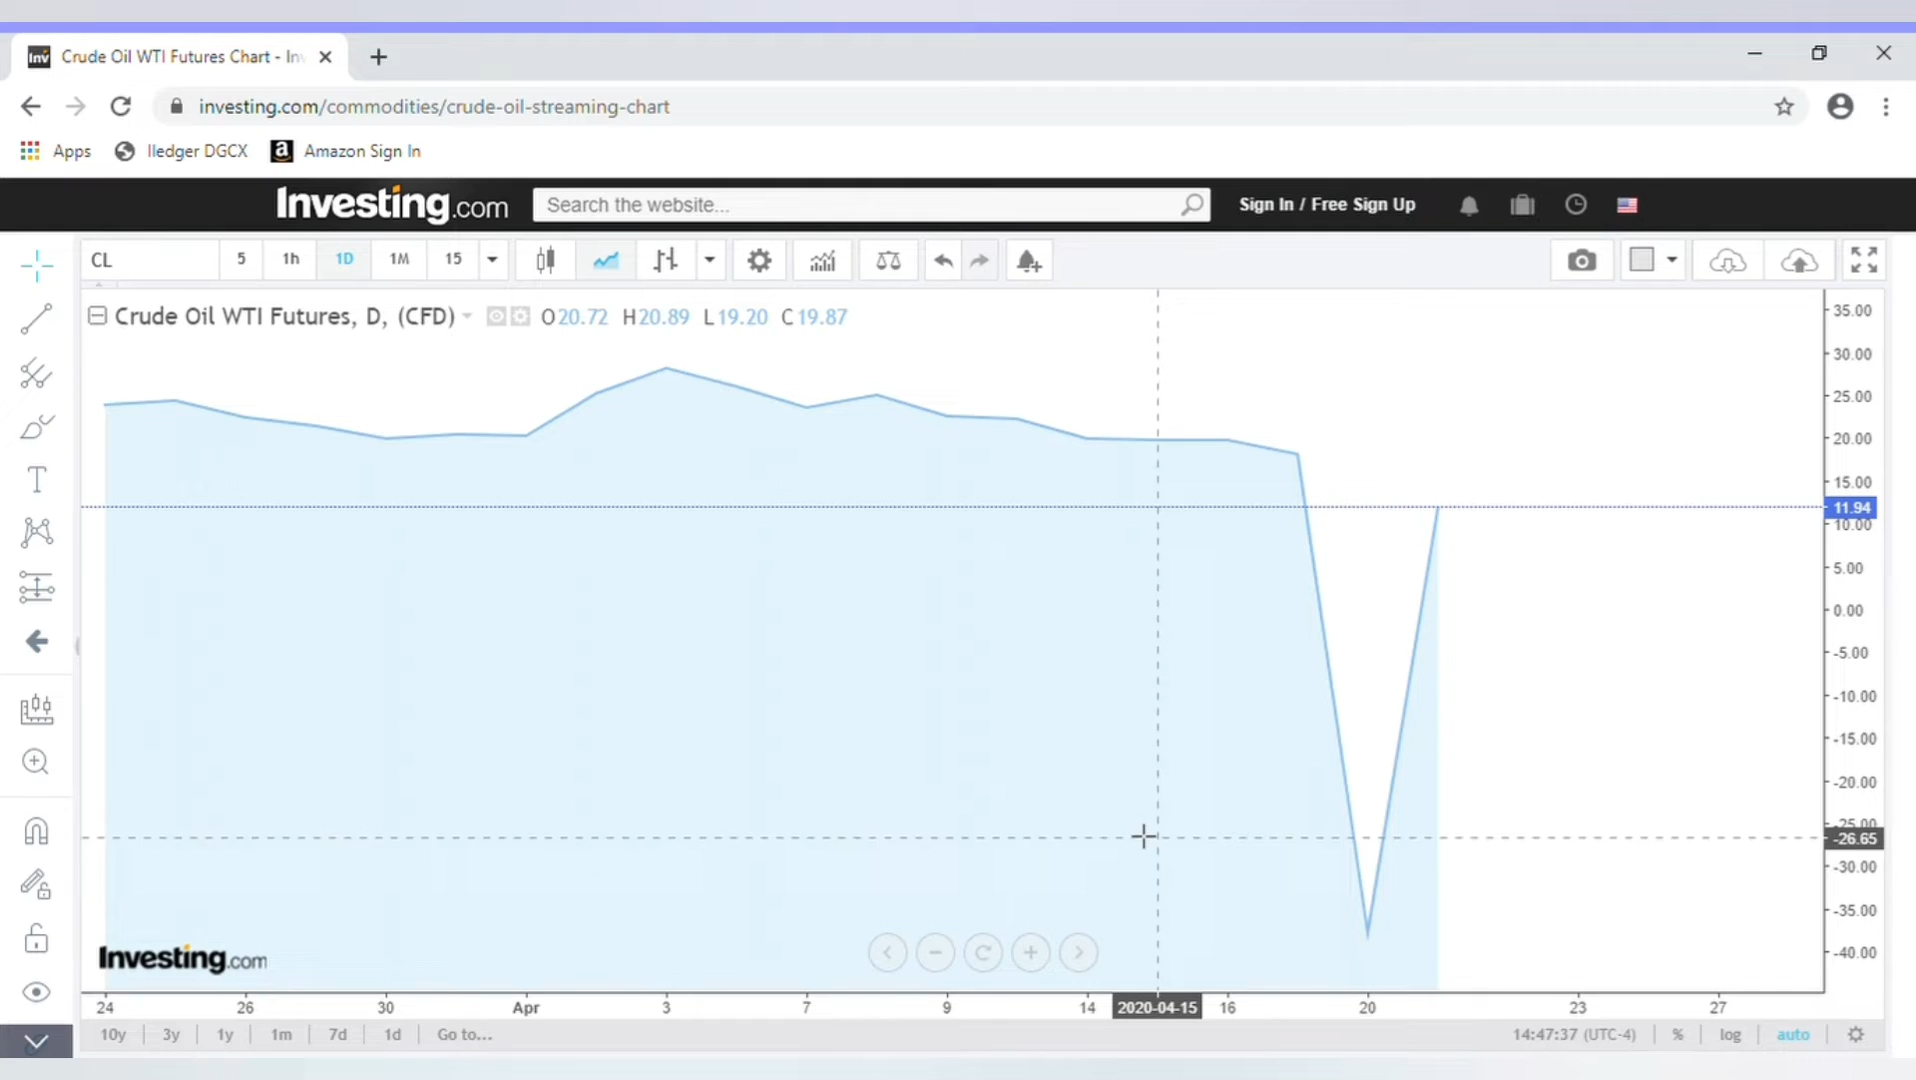 Inv Crude Oil WTI Futures Chart - Inv
investing.com/commodities/crude-oil-streaming-chart
Apps lledger DGCX a Amazon Sign In
Investing.com Search the website... Sign In / Free Sign Up
CL 5 1h 1D 1M 15
Crude Oil WTI Futures, D, (CFD) O20.72 H20.89 L19.20 C19.87
35.00
30.00
25.00
20.00
15.00
11.94
10.00
5.00
0.00
-5.00
-10.00
-15.00
-20.00
-25.00
-26.65
-30.00
-35.00
-40.00
Investing.com
24 26 30 Apr 3 7 9 14 2020-04-15 16 20 23 27
10y 3y 1y 1m 7d 1d Go to... 14:47:37 (UTC-4) % log auto